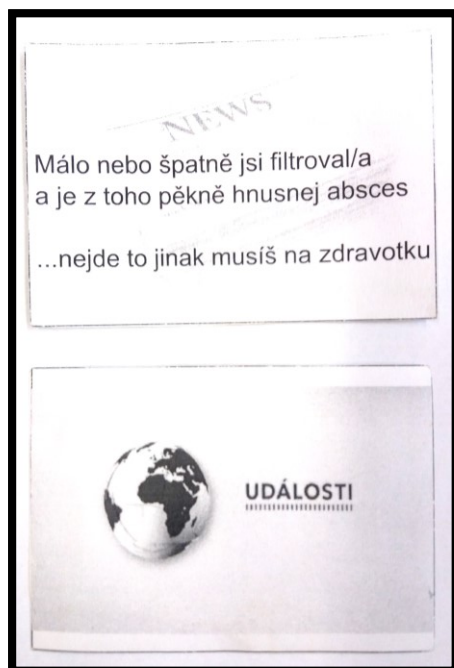 NEWS
Málo nebo špatně jsi filtroval/a
a je z toho pěkně hnusnej absces
...nejde to jinak musíš na zdravotku
UDÁLOSTI